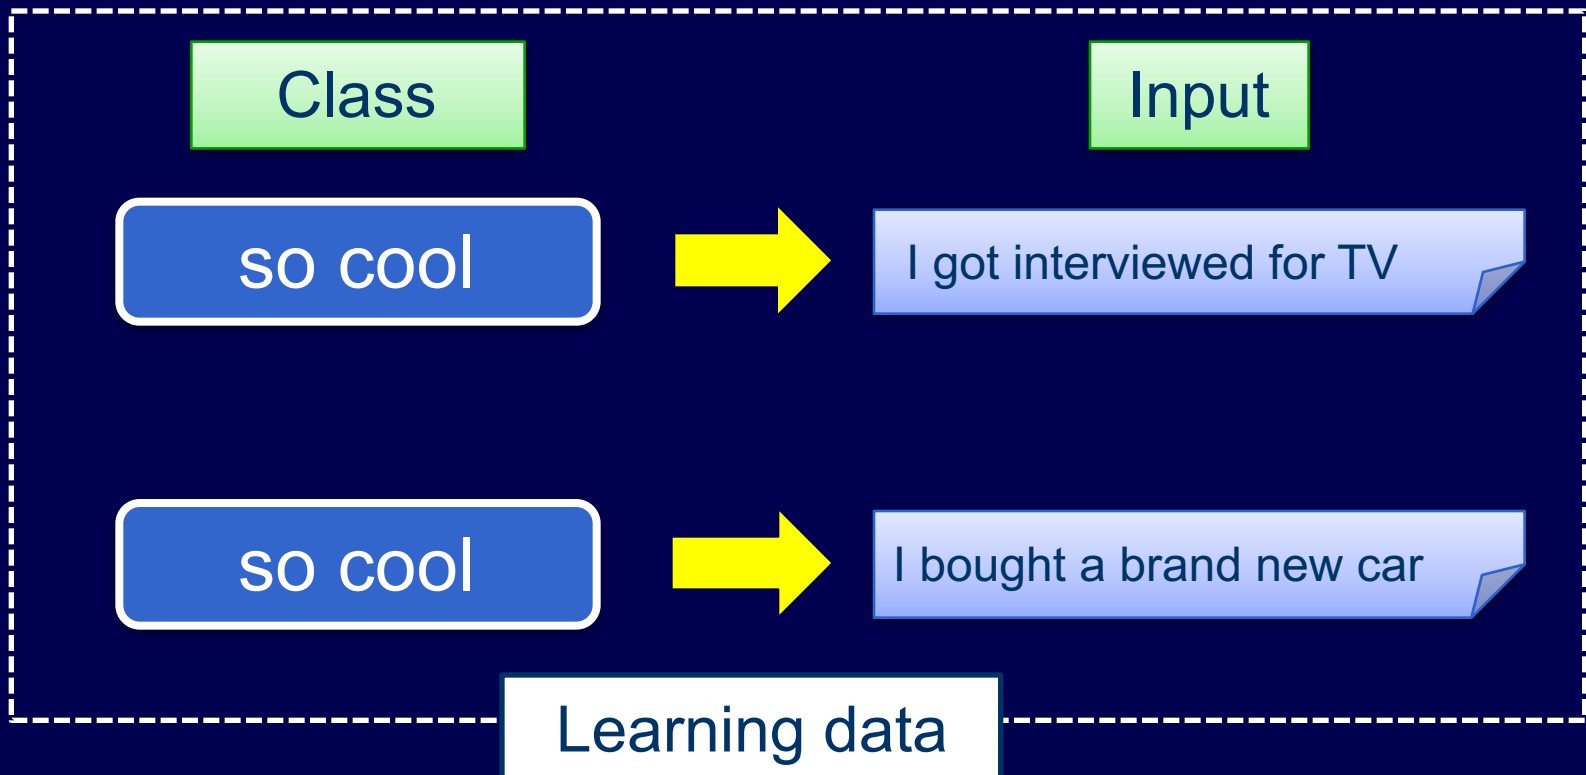 Class
Input
so cool
I got interviewed for TV
so cool
I bought a brand new car
Learning data